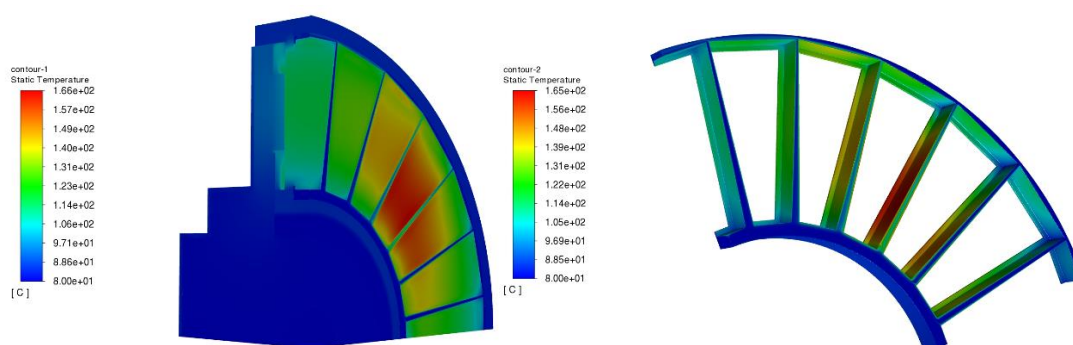 contour-1
Static Temperature
1.66e+02
1.57e+02
1.49e+02
1.40e+02
1.31e+02
1.23e+02
1.14e+02
1.06e+02
9.71e+01
8.86e+01
8.00e+01
[ C ]
contour-2
Static Temperature
1.65e+02
1.56e+02
1.48e+02
1.39e+02
1.31e+02
1.22e+02
1.14e+02
1.05e+02
9.70e+01
8.85e+01
8.00e+01
[ C ]